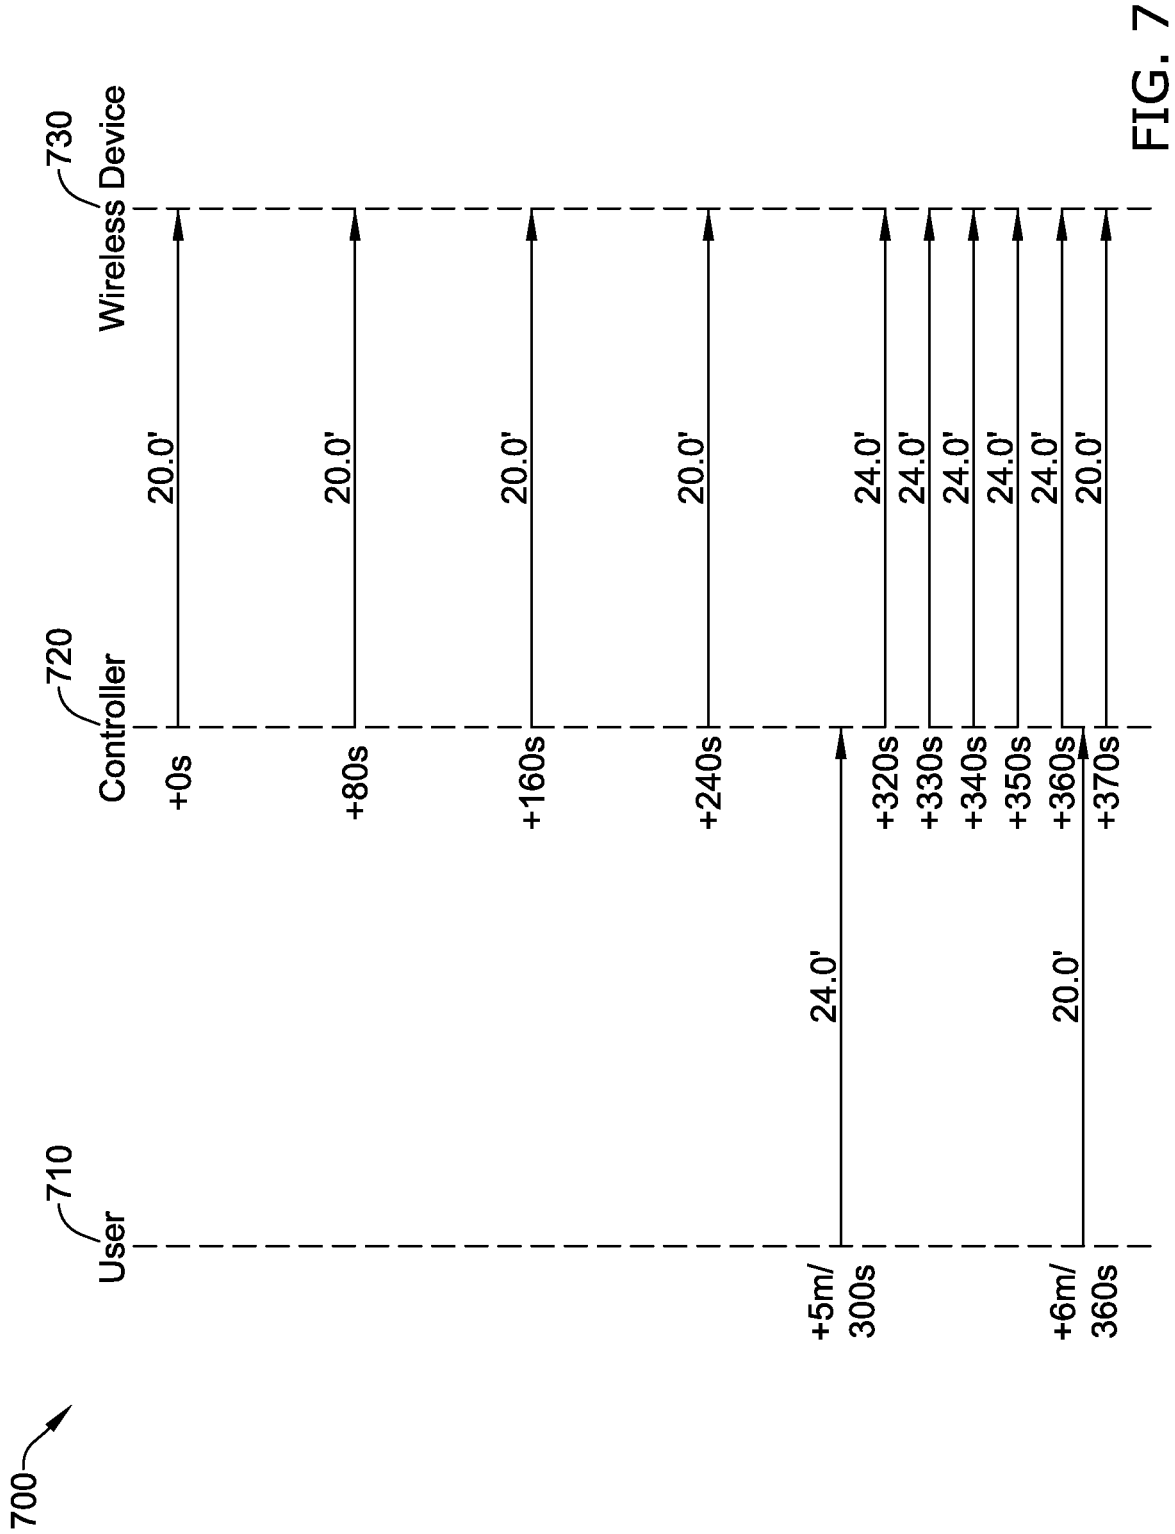 700
710
User
720
Controller
730
Wireless Device
+0s
20.0'
+80s
20.0'
+160s
20.0'
+240s
20.0'
+5m/
300s
24.0'
+320s
24.0'
+330s
24.0'
+340s
24.0'
+350s
24.0'
+360s
24.0'
+6m/
360s
20.0'
+370s
20.0'
FIG. 7